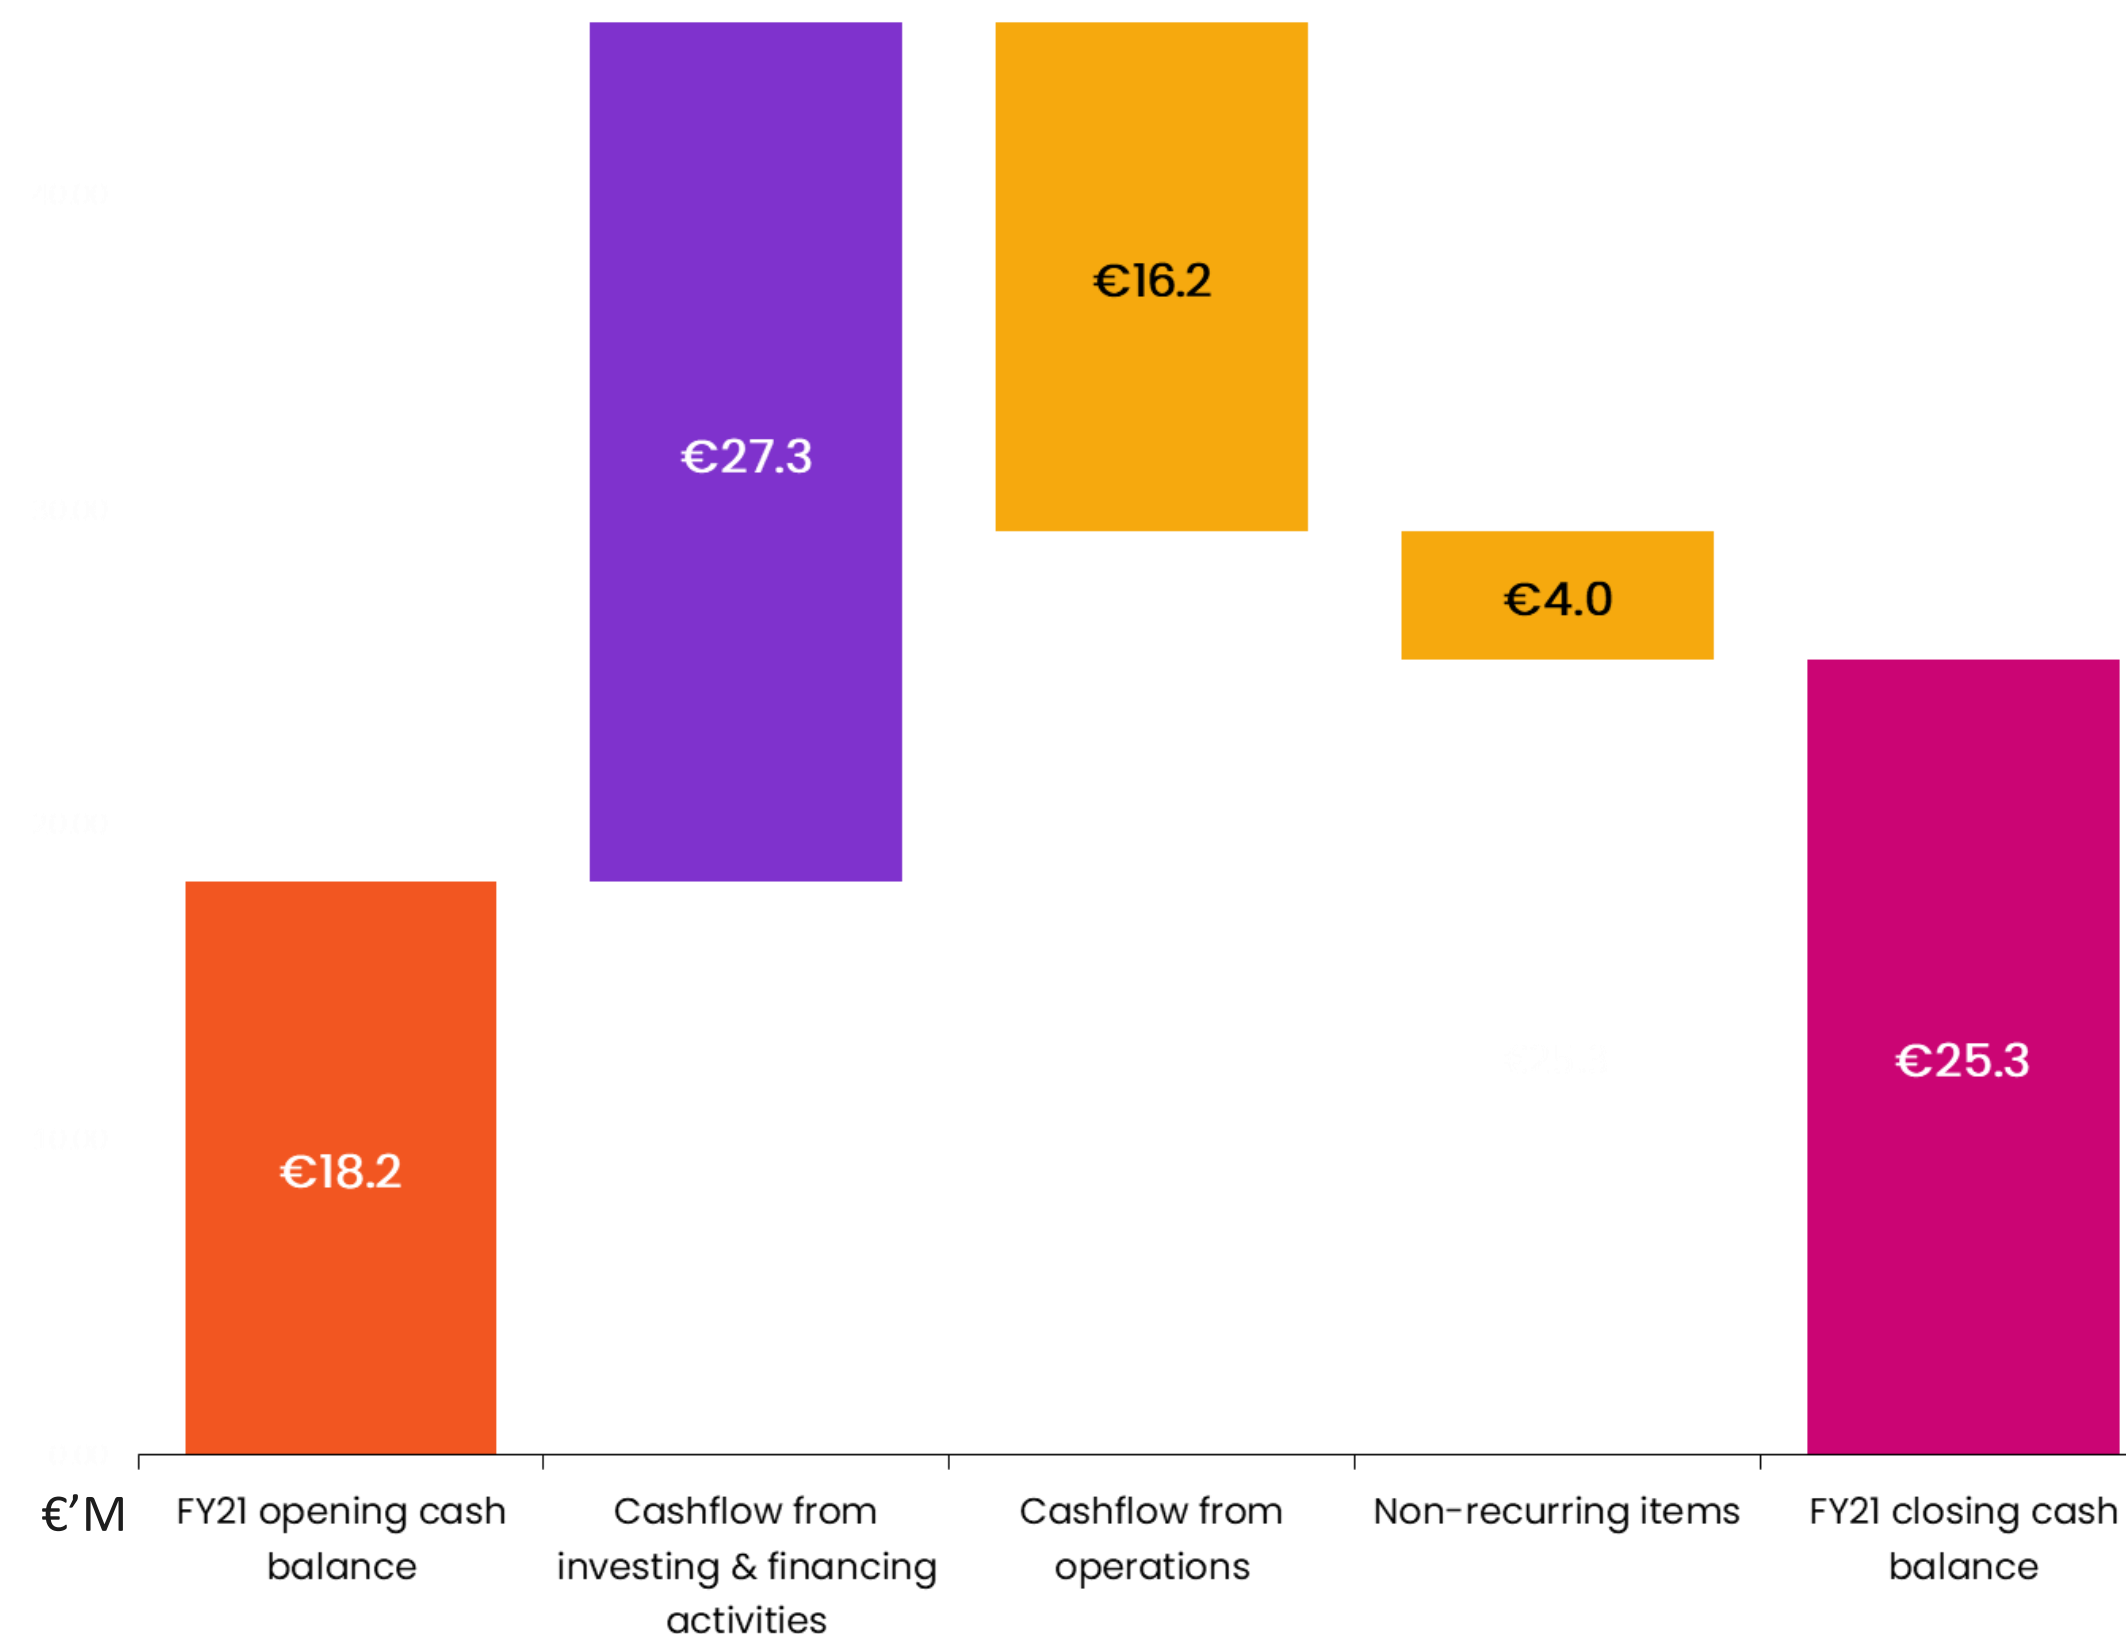 €27.3
€16.2
€4.0
€18.2
€25.3
€’M
FY21 opening cash
balance
Cashflow from
investing & financing
activities
Cashflow from
operations
Non-recurring items
FY21 closing cash
balance